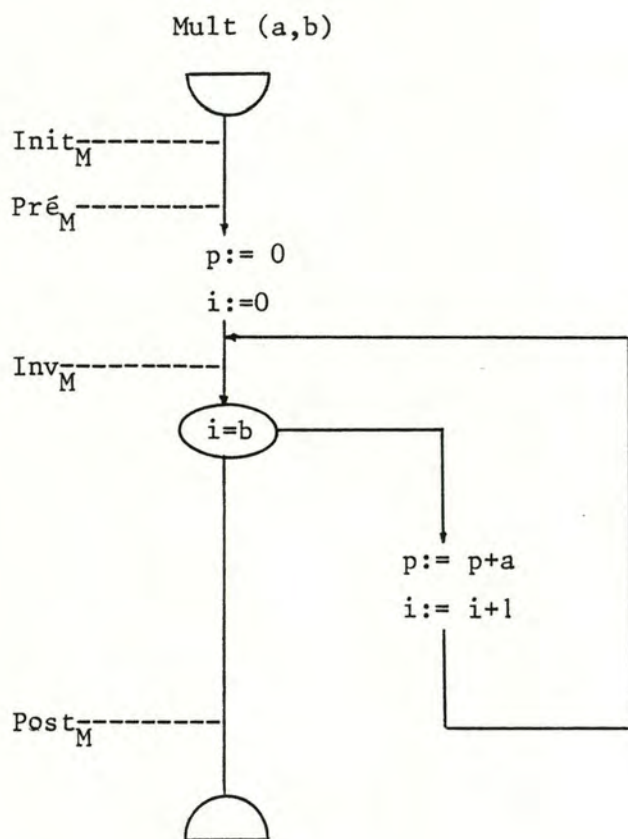 Mult (a,b)
Init_M
Pré_M
p:= 0
i:=0
Inv_M
i=b
p:= p+a
i:= i+1
Post_M